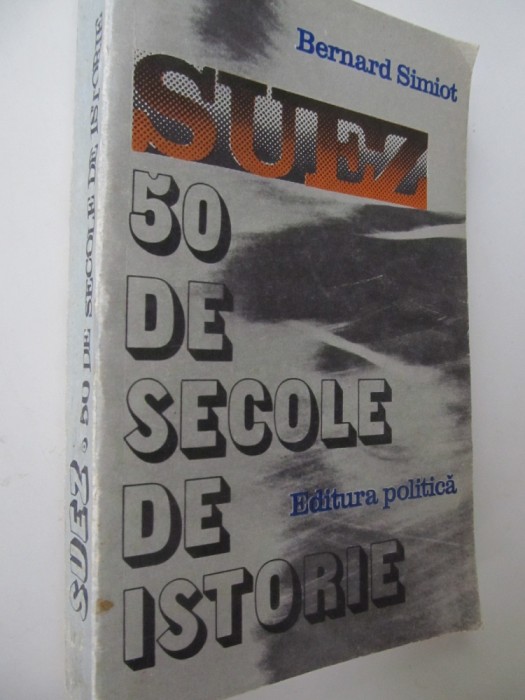 Bernard Simiot
SUEZ
50
DE
SECOLE
DE
ISTORIE
Editura politică
SUEZ • 50 DE SECOLE DE ISTORIE